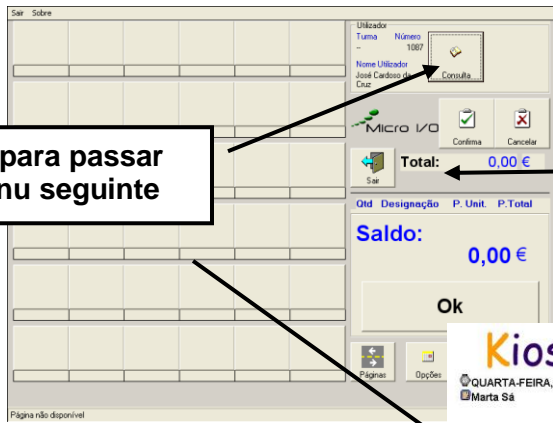 Sair Sobre
Utilizador
Turma Número
– 1087
Nome Utilizador
José Cardoso da
Cruz
Consulta
para passar
nu seguinte
Micro I/O
Confirma Cancelar
Sair
Total: 0,00 €
Qtd Designação P. Unit. P.Total
Saldo:
0,00 €
Ok
Páginas Opções
Kios
QUARTA-FEIRA,
Marta Sá
Página não disponível